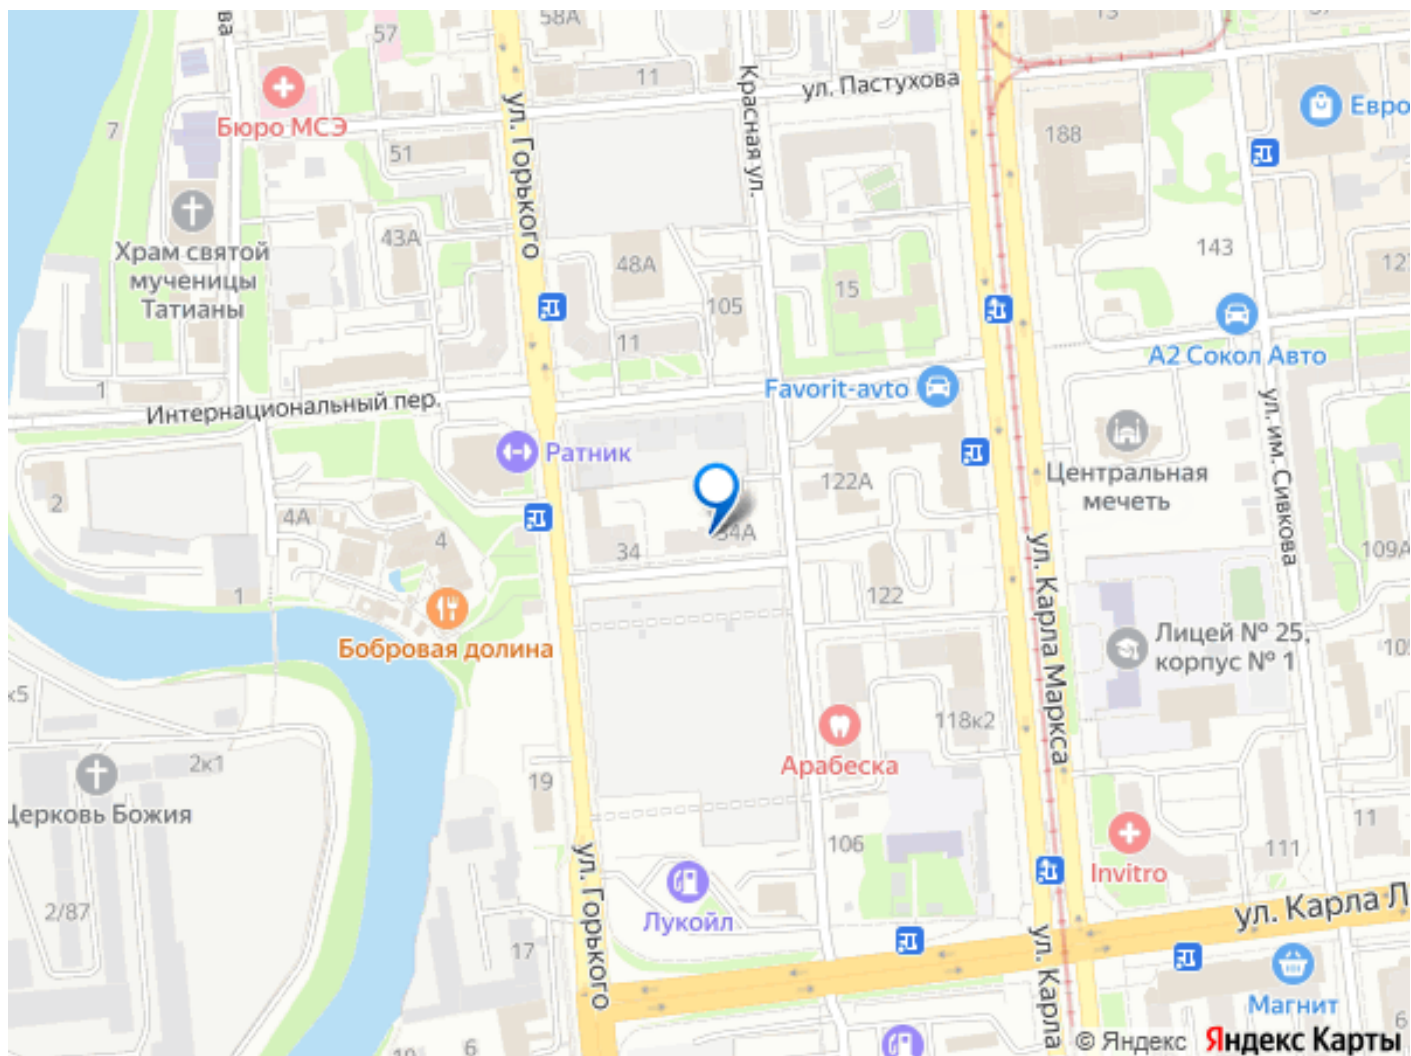 58А
13
57
ул. Пастухова
11
Красная ул.
ул. Горького
Бюро МСЭ
Евро
188
7
51
Храм святой
мученицы
Татианы
43А
48А
143
15
105
11
А2 Сокол Авто
Favorit-avto
1
Интернациональный пер.
ул. им. Сивкова
Ратник
Центральная
мечеть
122А
2
4А
4
34
34А
ул. Карла Маркса
109А
1
122
Бобровая долина
Лицей № 25,
корпус № 1
к5
118к2
2к1
Арабеска
19
Церковь Божия
106
11
111
Invitro
ул. Горького
2/87
Лукойл
ул. Карла Л
17
ул. Карла
Магнит
6
6
© Яндекс Яндекс Карты